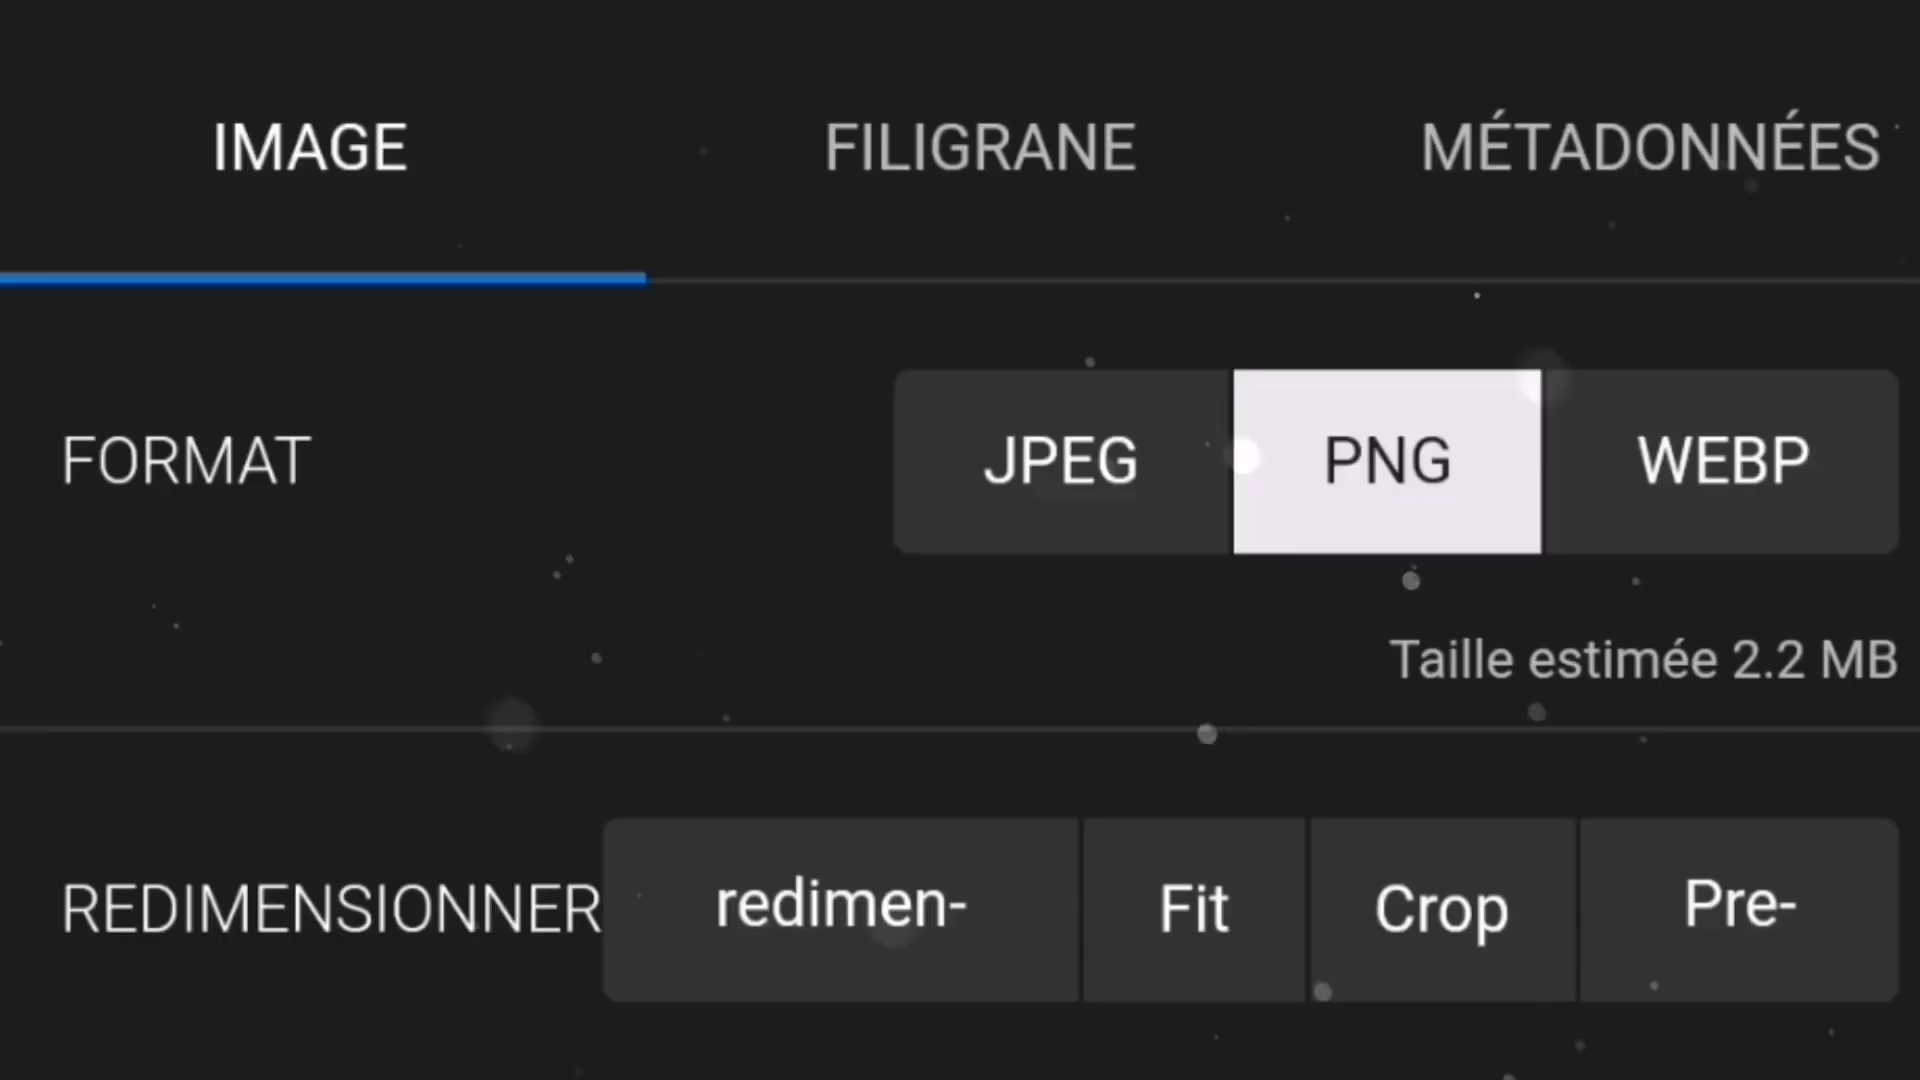 IMAGE FILIGRANE MÉTADONNÉES
FORMAT JPEG PNG WEBP
Taille estimée 2.2 MB
REDIMENSIONNER redimen- Fit Crop Pre-